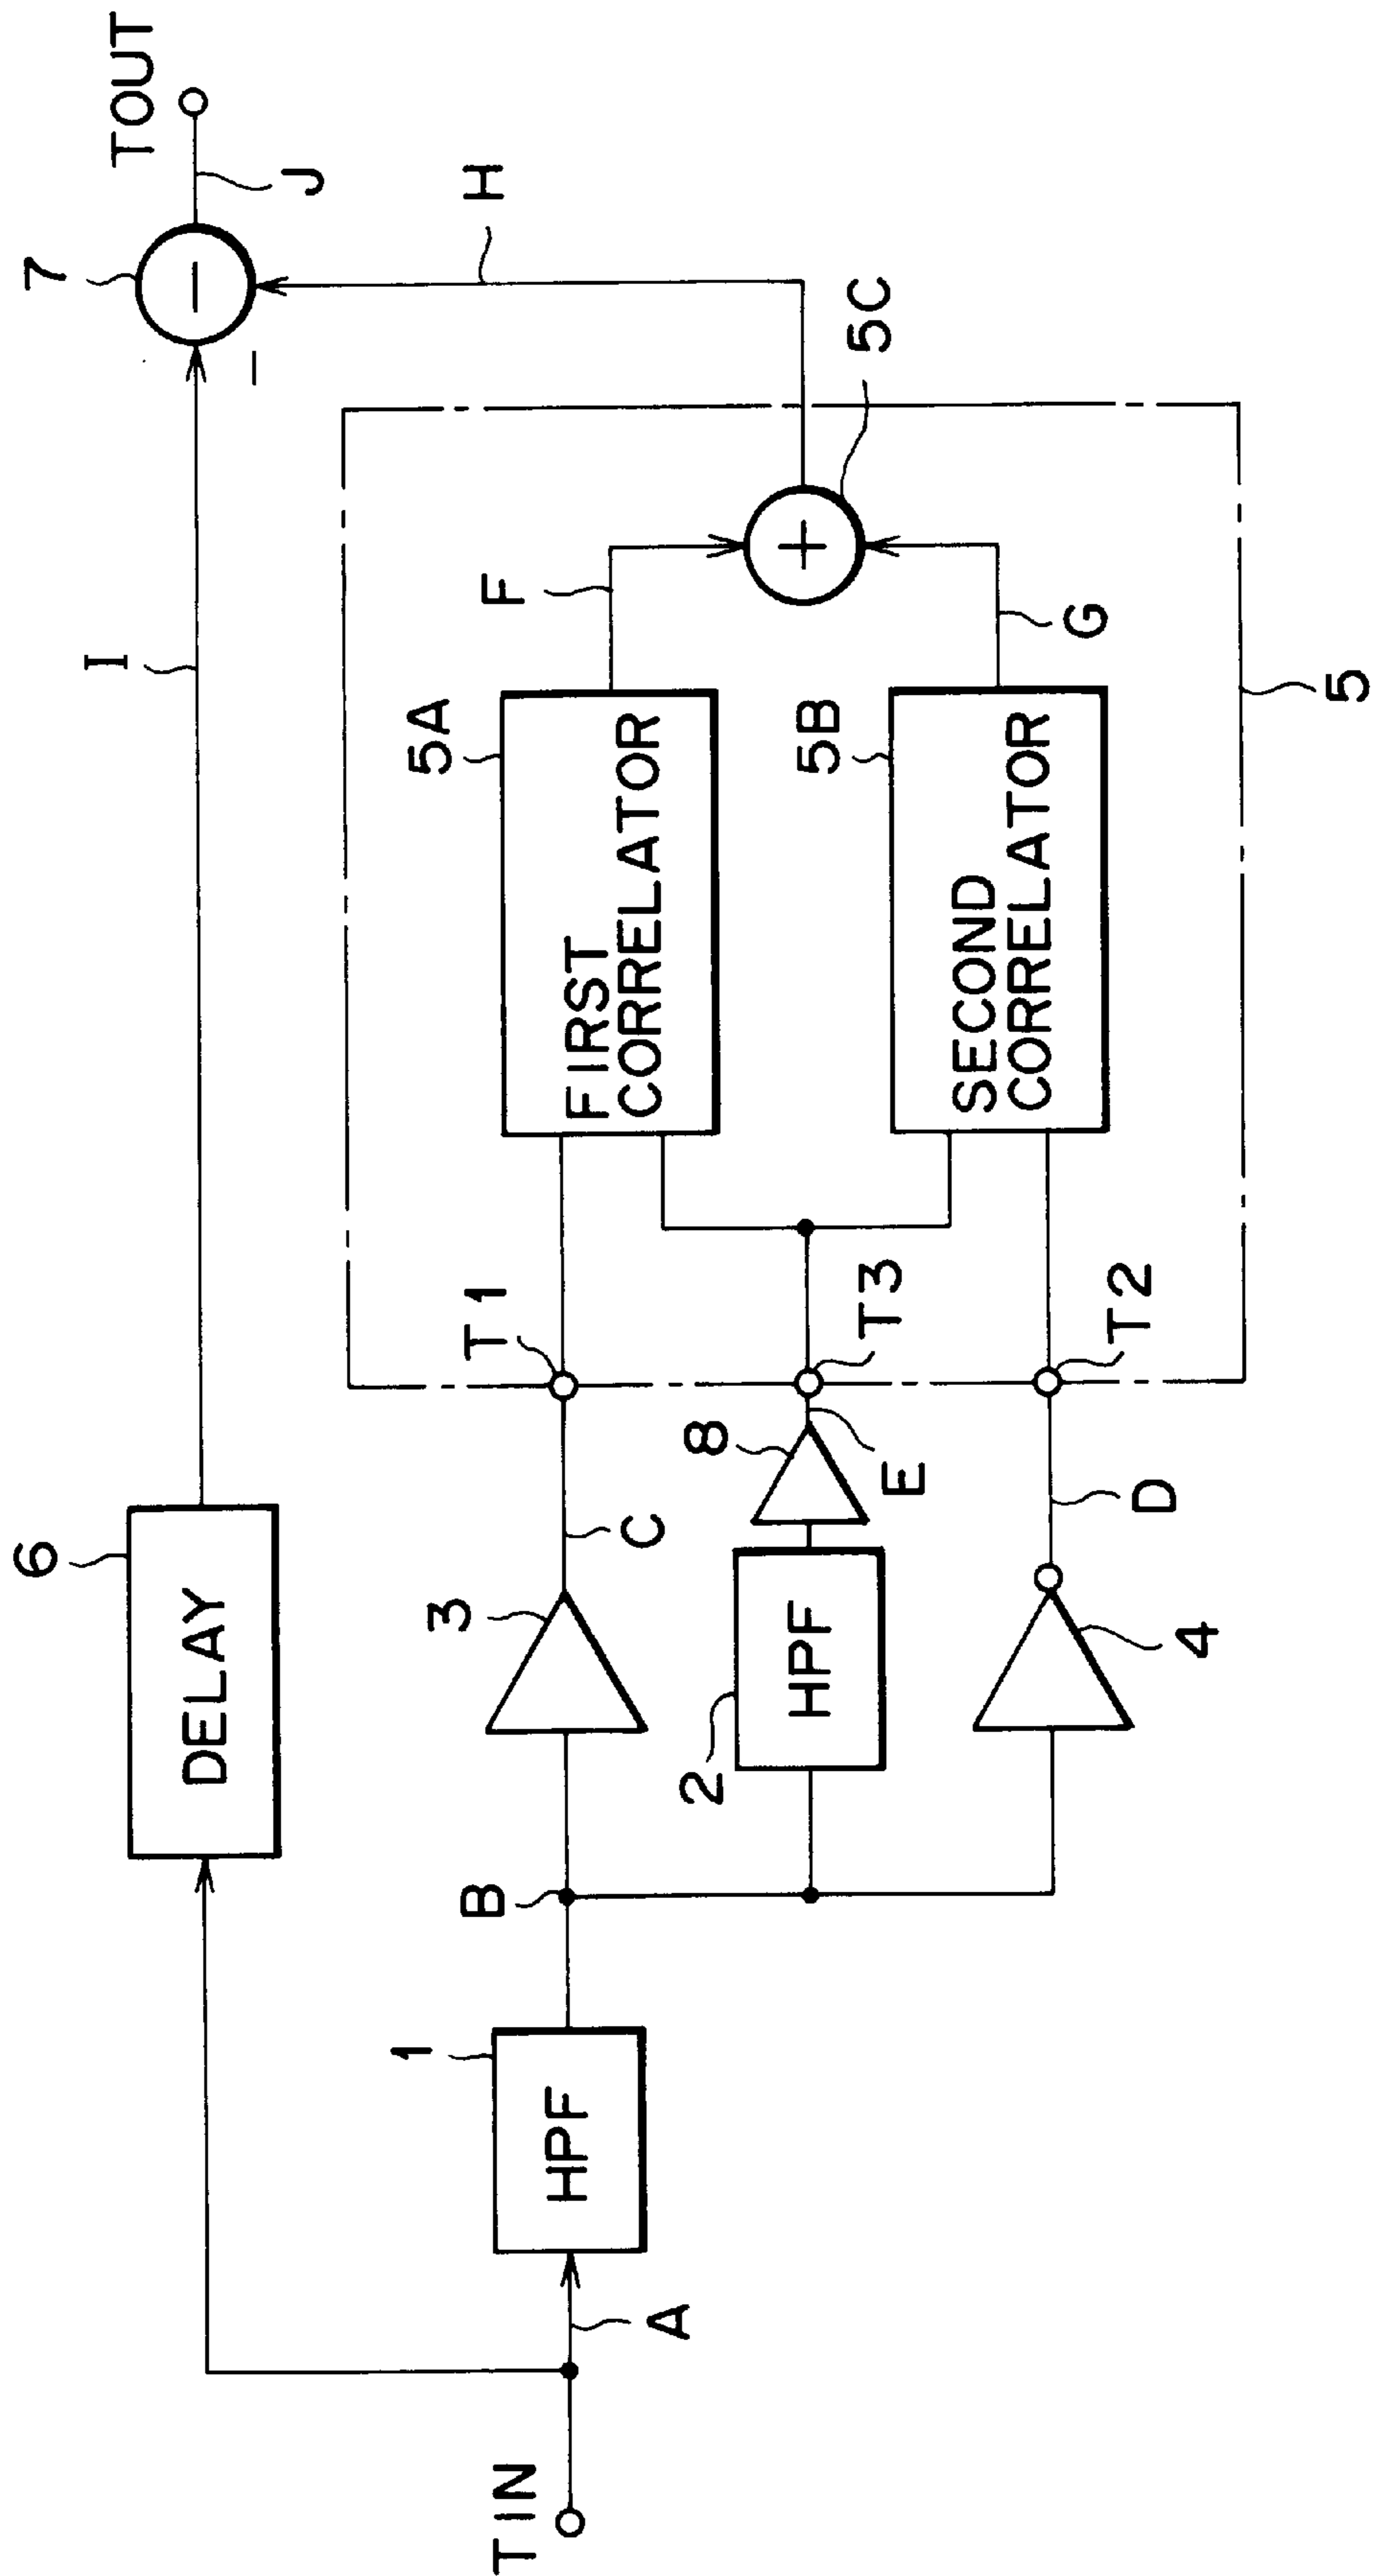 TIN
A
1
HPF
B
6
DELAY
I
3
C
2
HPF
8
E
4
D
T1
T3
T2
5A
FIRST
CORRELATOR
5B
SECOND
CORRELATOR
F
G
+
5C
5
H
7
−
−
J
TOUT